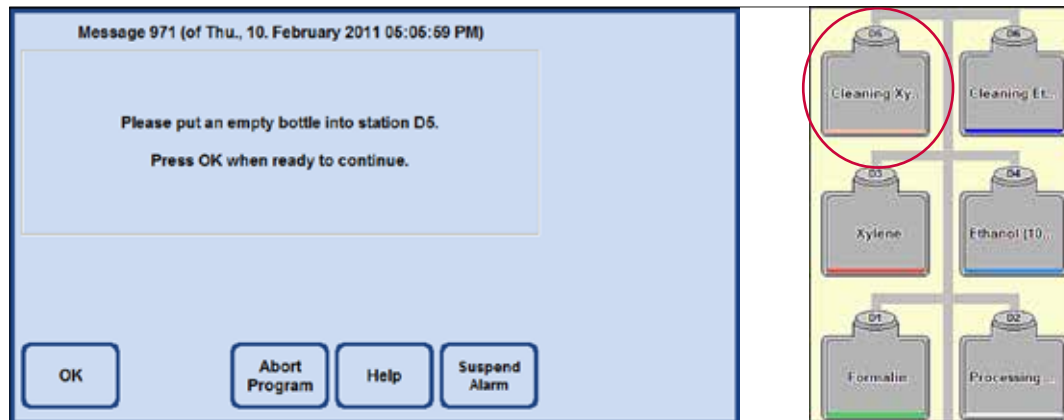 Message 971 (of Thu., 10. February 2011 05:05:59 PM)
Please put an empty bottle into station D5.
Press OK when ready to continue.
OK
Abort
Program
Help
Suspend
Alarm
D5
D6
Cleaning Xy..
Cleaning Et..
D3
D4
Xylene
Ethanol (10...
D1
D2
Formalin
Processing ...